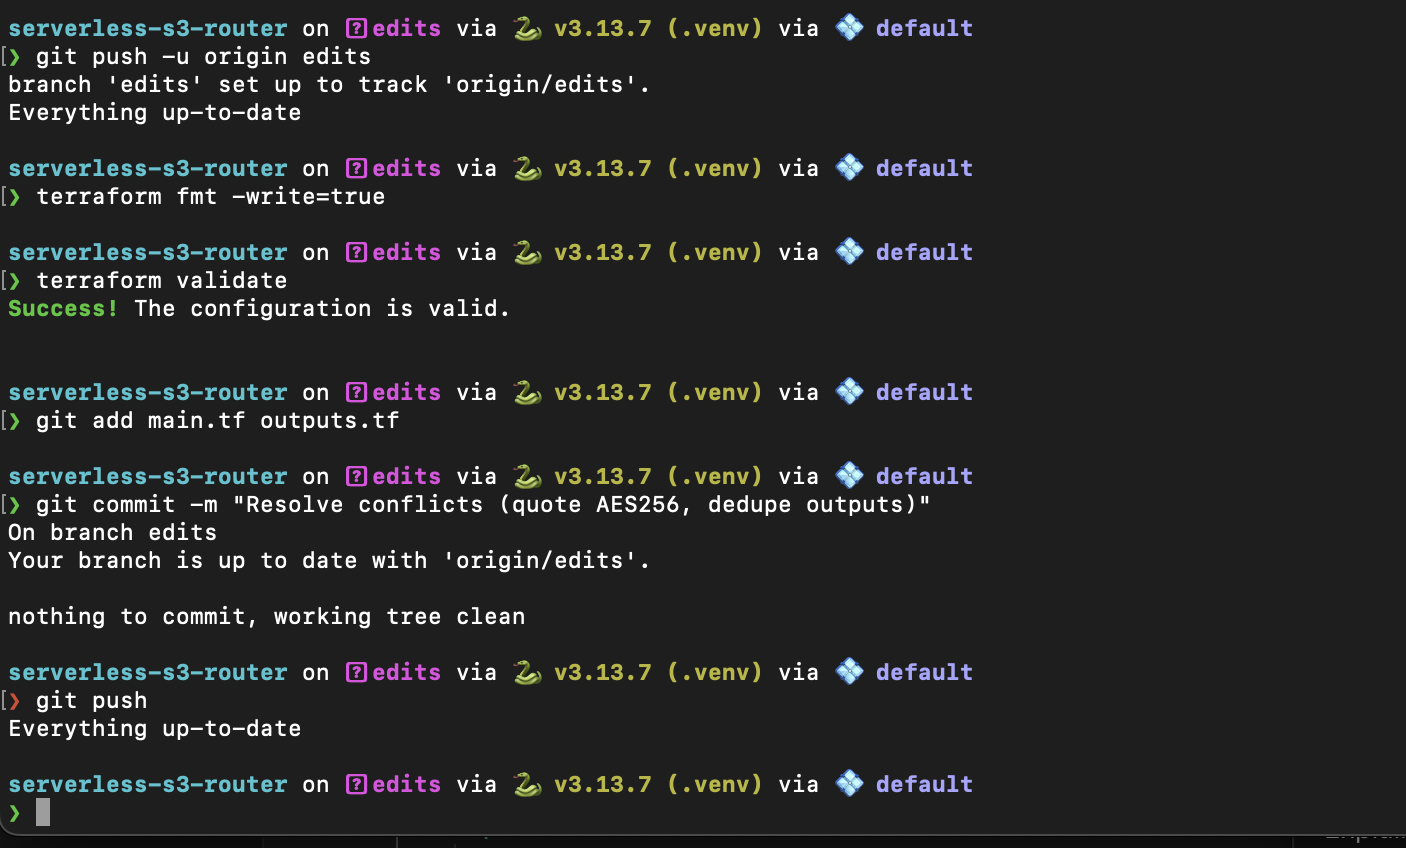 serverless-s3-router on ?edits via 🐍 v3.13.7 (.venv) via 💠 default
[❯ git push -u origin edits
branch 'edits' set up to track 'origin/edits'.
Everything up-to-date
serverless-s3-router on ?edits via 🐍 v3.13.7 (.venv) via 💠 default
[❯ terraform fmt -write=true
serverless-s3-router on ?edits via 🐍 v3.13.7 (.venv) via 💠 default
[❯ terraform validate
Success! The configuration is valid.
serverless-s3-router on ?edits via 🐍 v3.13.7 (.venv) via 💠 default
[❯ git add main.tf outputs.tf
serverless-s3-router on ?edits via 🐍 v3.13.7 (.venv) via 💠 default
[❯ git commit -m "Resolve conflicts (quote AES256, dedupe outputs)"
On branch edits
Your branch is up to date with 'origin/edits'.
nothing to commit, working tree clean
serverless-s3-router on ?edits via 🐍 v3.13.7 (.venv) via 💠 default
[❯ git push
Everything up-to-date
serverless-s3-router on ?edits via 🐍 v3.13.7 (.venv) via 💠 default
❯